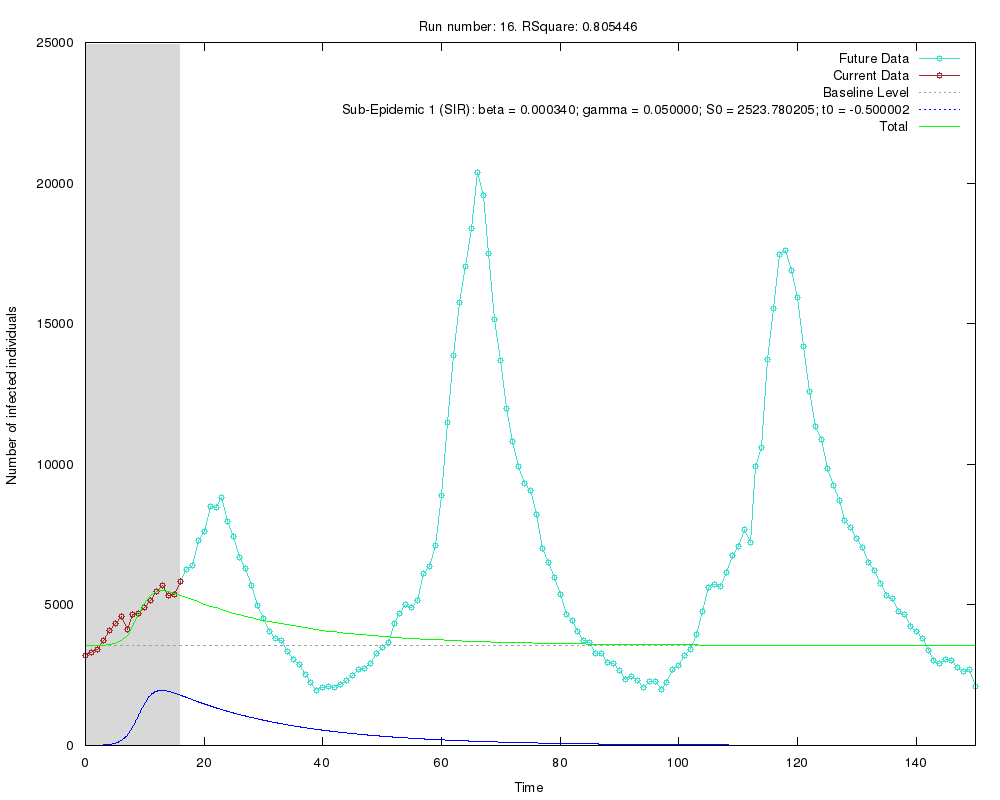 Run number: 16. RSquare: 0.805446
25000
20000
15000
10000
5000
0
Number of infected individuals
Future Data
Current Data
Baseline Level
Sub-Epidemic 1 (SIR): beta = 0.000340; gamma = 0.050000; S0 = 2523.780205; t0 = -0.500002
Total
0 20 40 60 80 100 120 140
Time